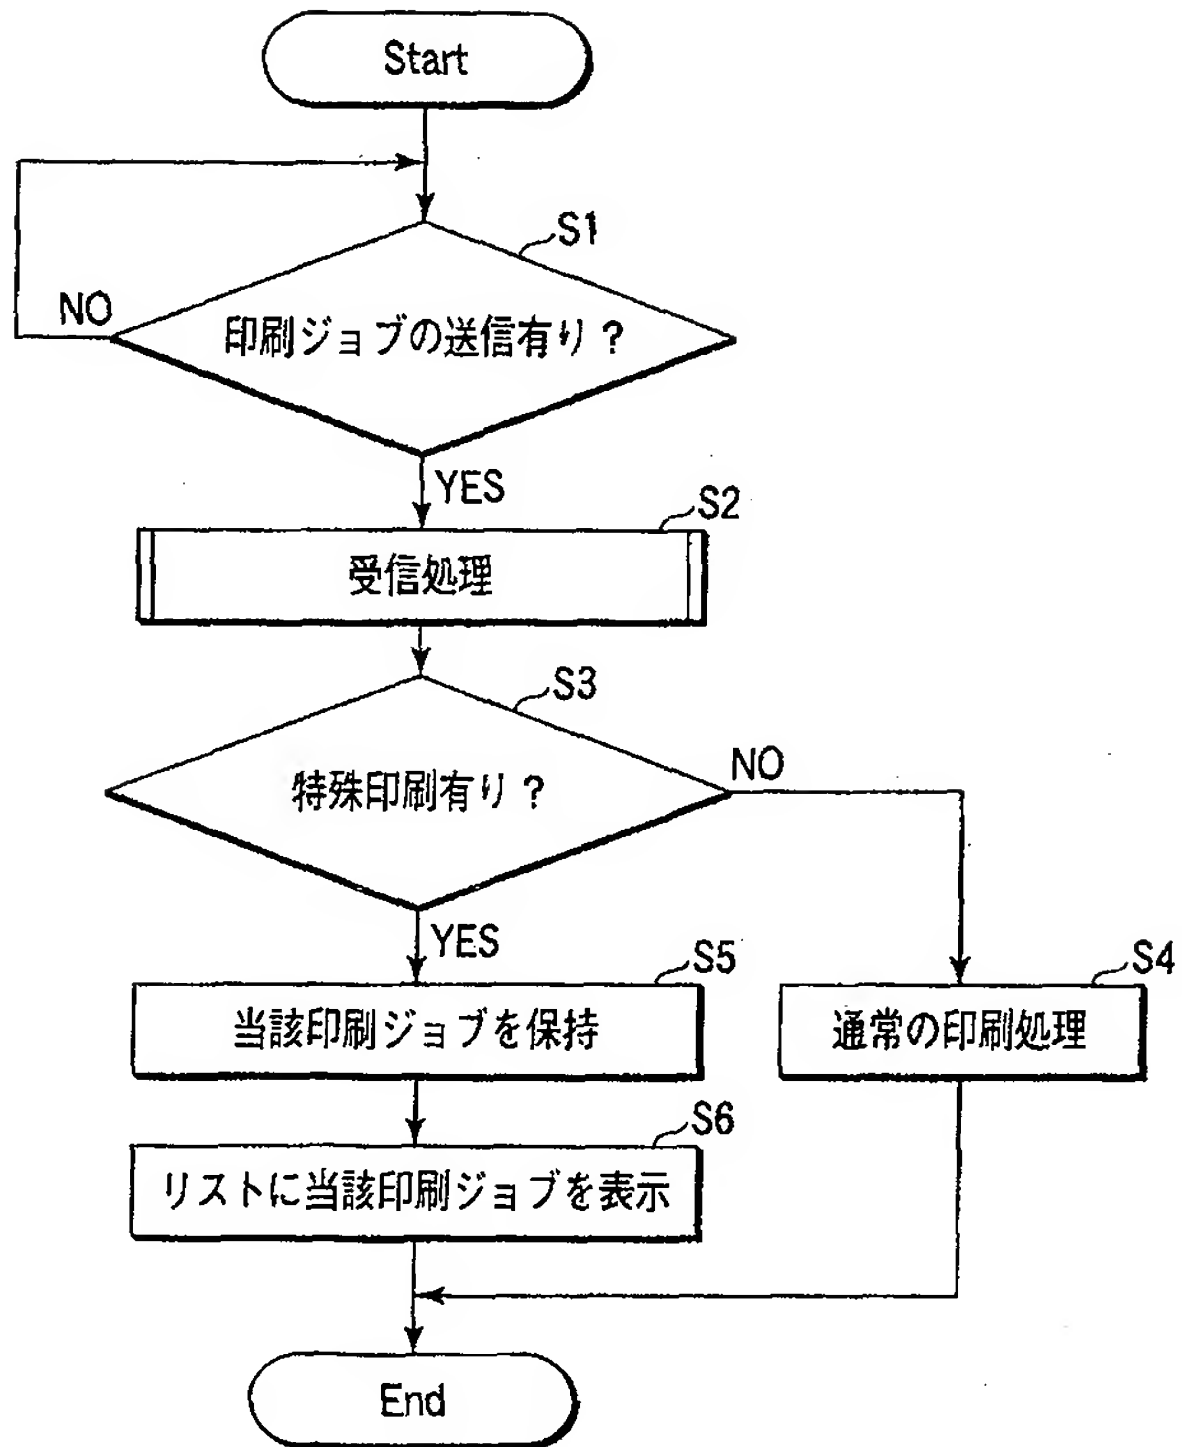 Start
S1
NO
印刷ジョブの送信有り?
YES
S2
受信処理
S3
特殊印刷有り?
NO
YES
S5
当該印刷ジョブを保持
S4
通常の印刷処理
S6
リストに当該印刷ジョブを表示
End